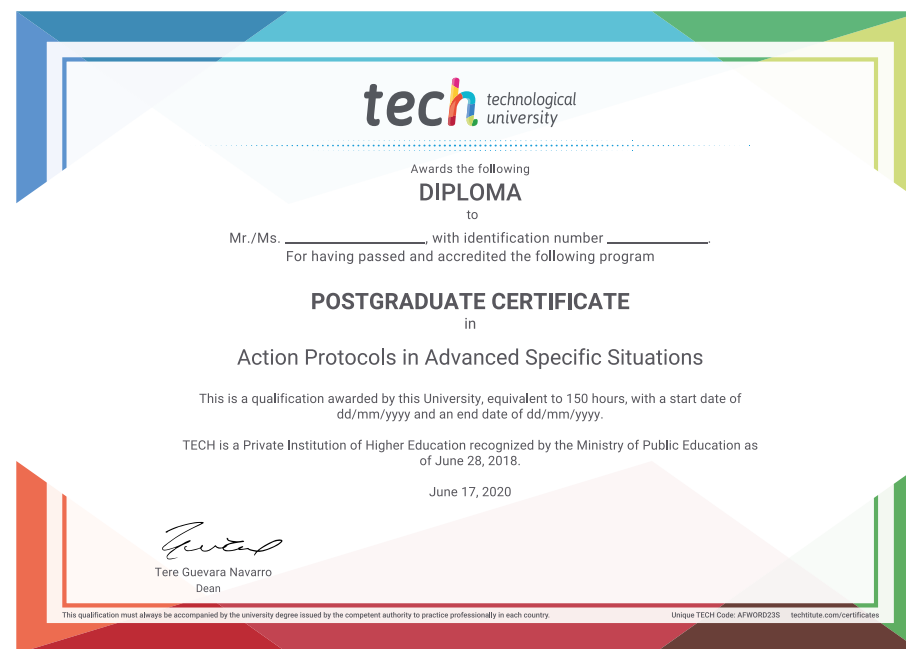 tech technological
university
Awards the following
DIPLOMA
to
Mr./Ms. ____________________, with identification number ______________.
For having passed and accredited the following program
POSTGRADUATE CERTIFICATE
in
Action Protocols in Advanced Specific Situations
This is a qualification awarded by this University, equivalent to 150 hours, with a start date of
dd/mm/yyyy and an end date of dd/mm/yyyy.
TECH is a Private Institution of Higher Education recognized by the Ministry of Public Education as
of June 28, 2018.
June 17, 2020
Tere Guevara Navarro
Dean
This qualification must always be accompanied by the university degree issued by the competent authority to practice professionally in each country. Unique TECH Code: AFWORD23S techtitute.com/certificates